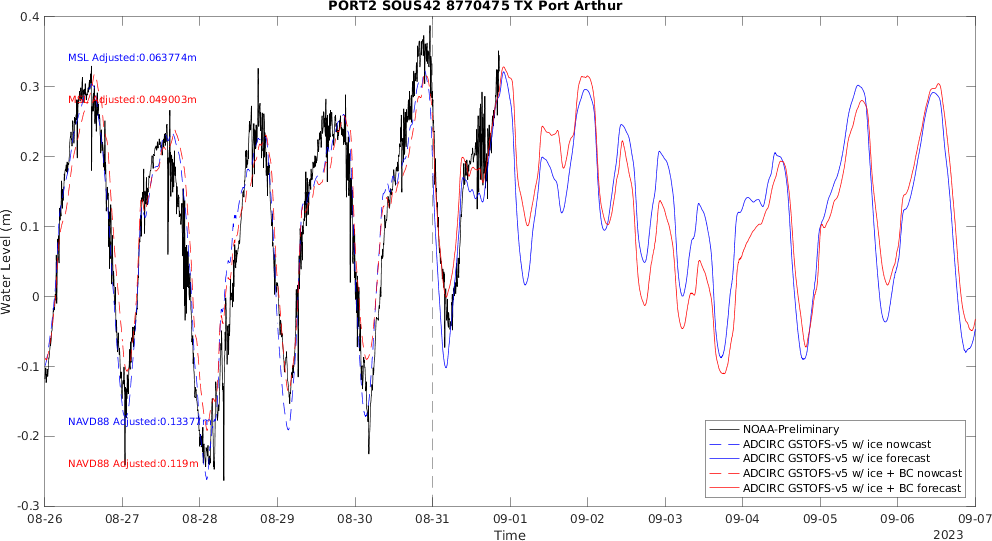 PORT2 SOUS42 8770475 TX Port Arthur
0.4
0.3
0.2
0.1
0
-0.1
-0.2
-0.3
Water Level (m)
MSL Adjusted:0.063774m
MSL Adjusted:0.049003m
NAVD88 Adjusted:0.13377m
NAVD88 Adjusted:0.119m
NOAA-Preliminary
ADCIRC GSTOFS-v5 w/ ice nowcast
ADCIRC GSTOFS-v5 w/ ice forecast
ADCIRC GSTOFS-v5 w/ ice + BC nowcast
ADCIRC GSTOFS-v5 w/ ice + BC forecast
08-26 08-27 08-28 08-29 08-30 08-31 09-01 09-02 09-03 09-04 09-05 09-06 09-07
Time
2023